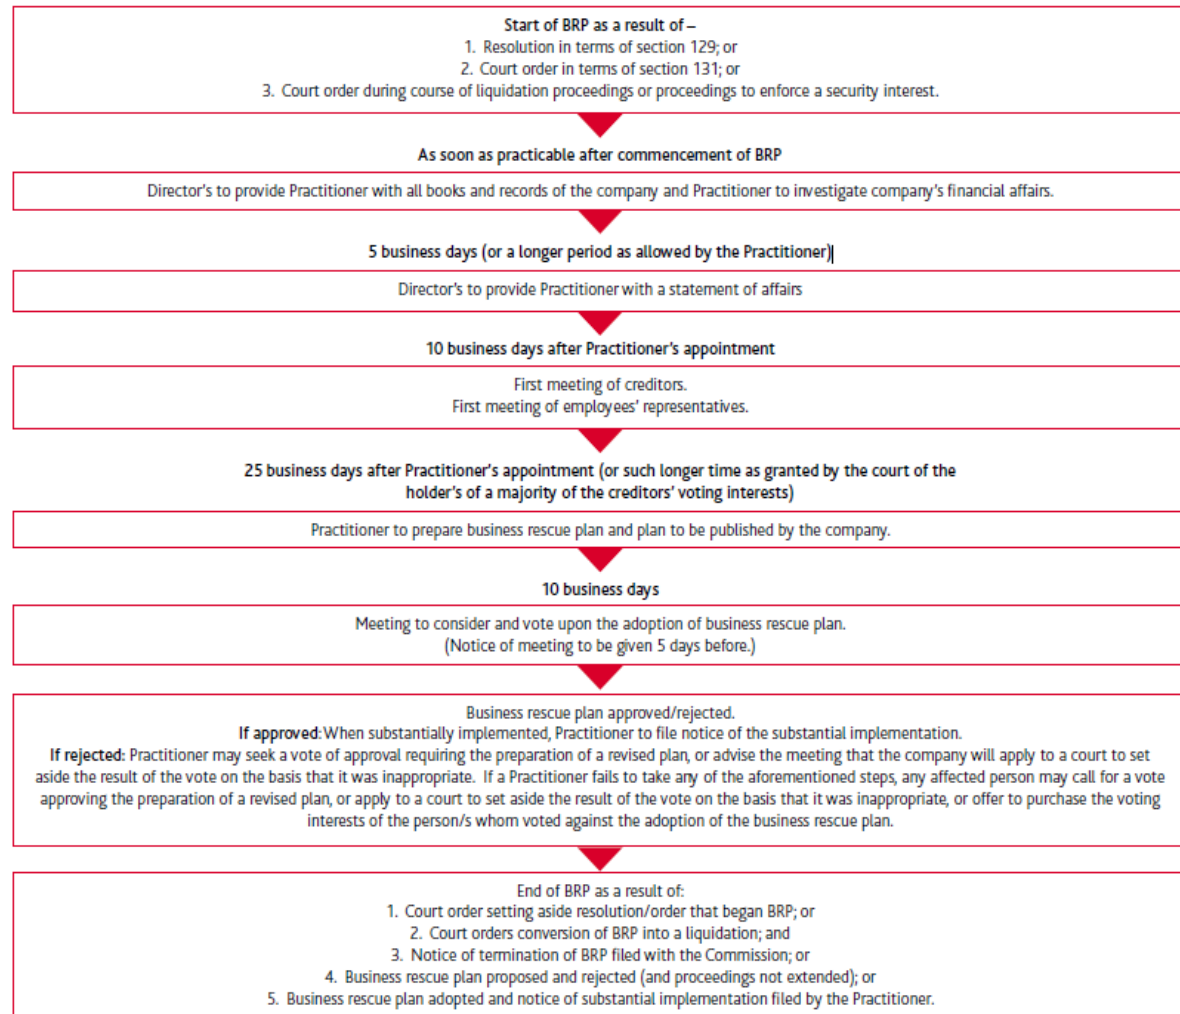 Start of BRP as a result of –
1. Resolution in terms of section 129; or
2. Court order in terms of section 131; or
3. Court order during course of liquidation proceedings or proceedings to enforce a security interest.
As soon as practicable after commencement of BRP
Director's to provide Practitioner with all books and records of the company and Practitioner to investigate company's financial affairs.
5 business days (or a longer period as allowed by the Practitioner)
Director's to provide Practitioner with a statement of affairs
10 business days after Practitioner's appointment
First meeting of creditors.
First meeting of employees' representatives.
25 business days after Practitioner's appointment (or such longer time as granted by the court of the
holder's of a majority of the creditors' voting interests)
Practitioner to prepare business rescue plan and plan to be published by the company.
10 business days
Meeting to consider and vote upon the adoption of business rescue plan.
(Notice of meeting to be given 5 days before.)
Business rescue plan approved/rejected.
If approved: When substantially implemented, Practitioner to file notice of the substantial implementation.
If rejected: Practitioner may seek a vote of approval requiring the preparation of a revised plan, or advise the meeting that the company will apply to a court to set
aside the result of the vote on the basis that it was inappropriate. If a Practitioner fails to take any of the aforementioned steps, any affected person may call for a vote
approving the preparation of a revised plan, or apply to a court to set aside the result of the vote on the basis that it was inappropriate, or offer to purchase the voting
interests of the person/s whom voted against the adoption of the business rescue plan.
End of BRP as a result of:
1. Court order setting aside resolution/order that began BRP; or
2. Court orders conversion of BRP into a liquidation; and
3. Notice of termination of BRP filed with the Commission; or
4. Business rescue plan proposed and rejected (and proceedings not extended); or
5. Business rescue plan adopted and notice of substantial implementation filed by the Practitioner.